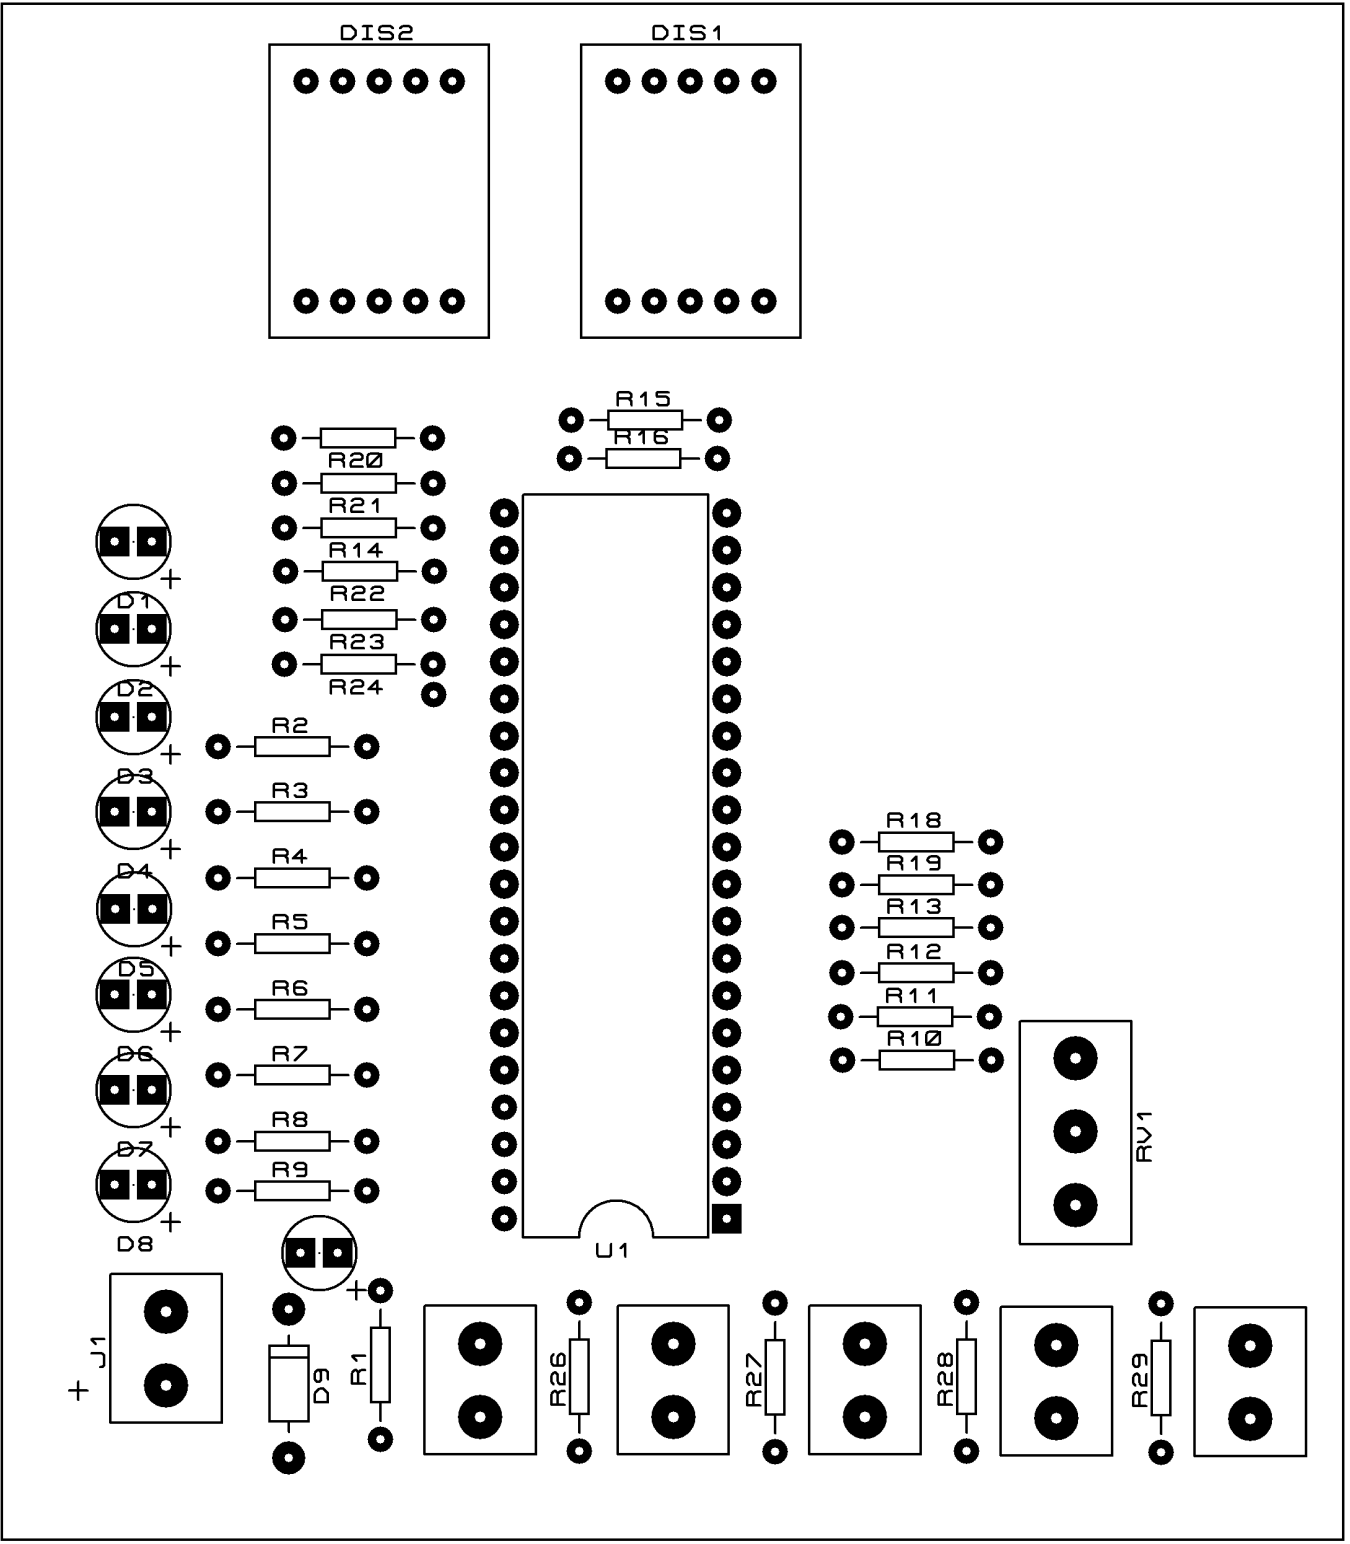 DIS2
DIS1
R15
R16
R20
R21
R14
R22
R23
R24
D1
D2
D3
D4
D5
D6
D7
D8
R2
R3
R4
R5
R6
R7
R8
R9
R18
R19
R13
R12
R11
R10
RV1
U1
J1
+
D9
R1
R26
R27
R28
R29
+
+
+
+
+
+
+
+
+